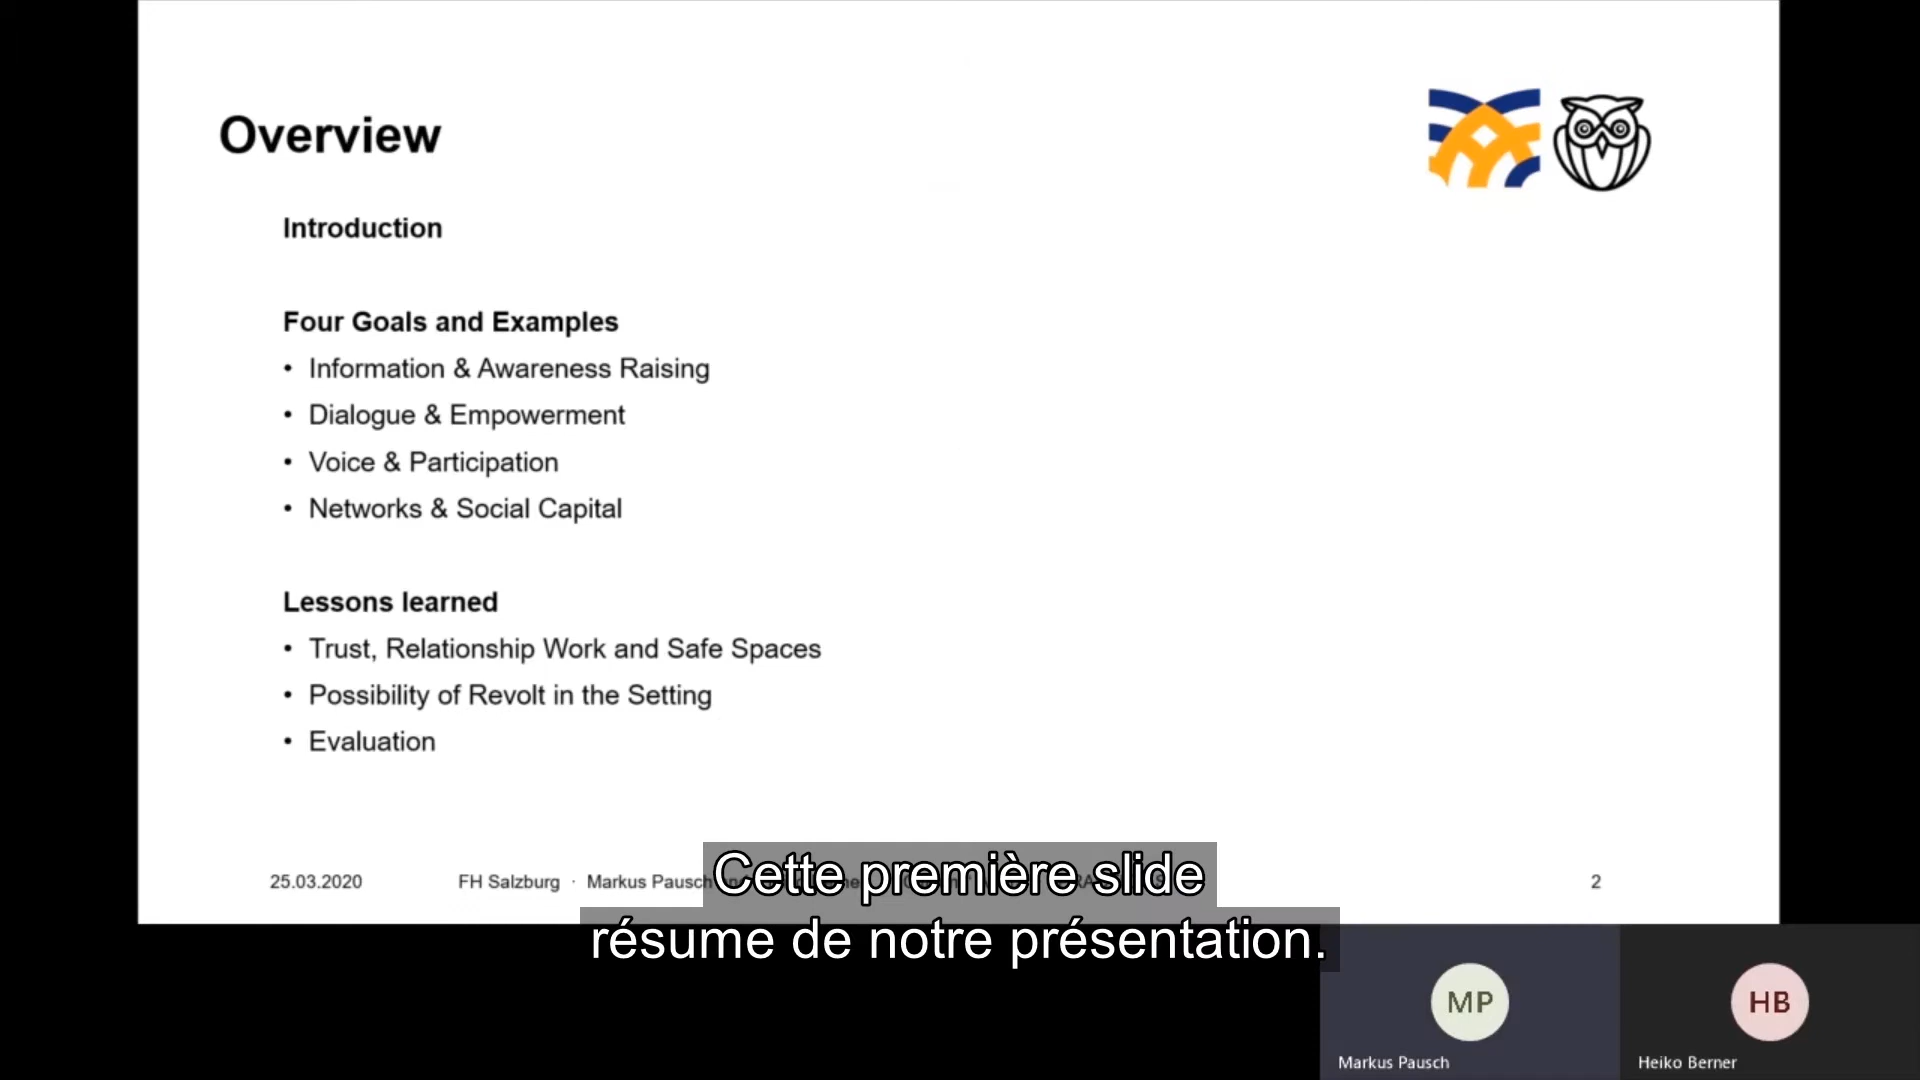 Overview
Introduction
Four Goals and Examples
• Information & Awareness Raising
• Dialogue & Empowerment
• Voice & Participation
• Networks & Social Capital
Lessons learned
• Trust, Relationship Work and Safe Spaces
• Possibility of Revolt in the Setting
• Evaluation
25.03.2020 FH Salzburg · Markus Pausch 2
Cette première slide
résume de notre présentation.
MP HB
Markus Pausch Heiko Berner